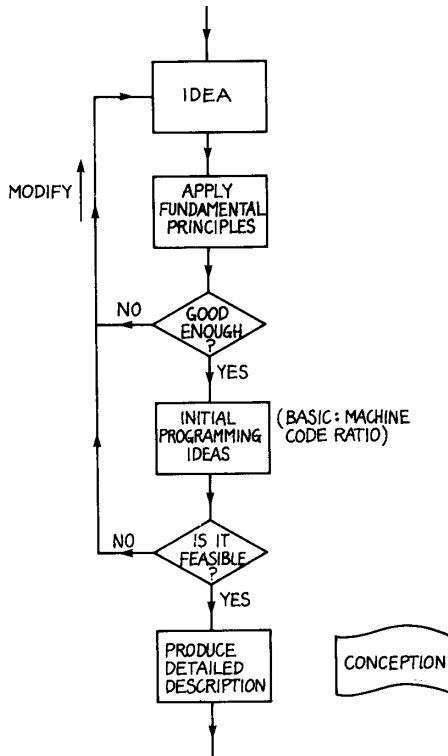 IDEA
MODIFY
APPLY
FUNDAMENTAL
PRINCIPLES
NO
GOOD
ENOUGH
?
YES
INITIAL
PROGRAMMING
IDEAS
(BASIC: MACHINE
CODE RATIO)
NO
IS IT
FEASIBLE
?
YES
PRODUCE
DETAILED
DESCRIPTION
CONCEPTION